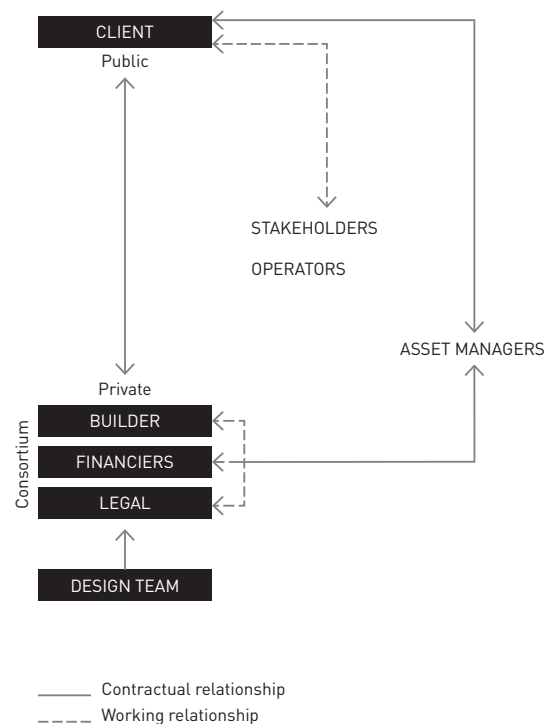 CLIENT
Public
STAKEHOLDERS
OPERATORS
ASSET MANAGERS
Private
Consortium
BUILDER
FINANCIERS
LEGAL
DESIGN TEAM
Contractual relationship
Working relationship